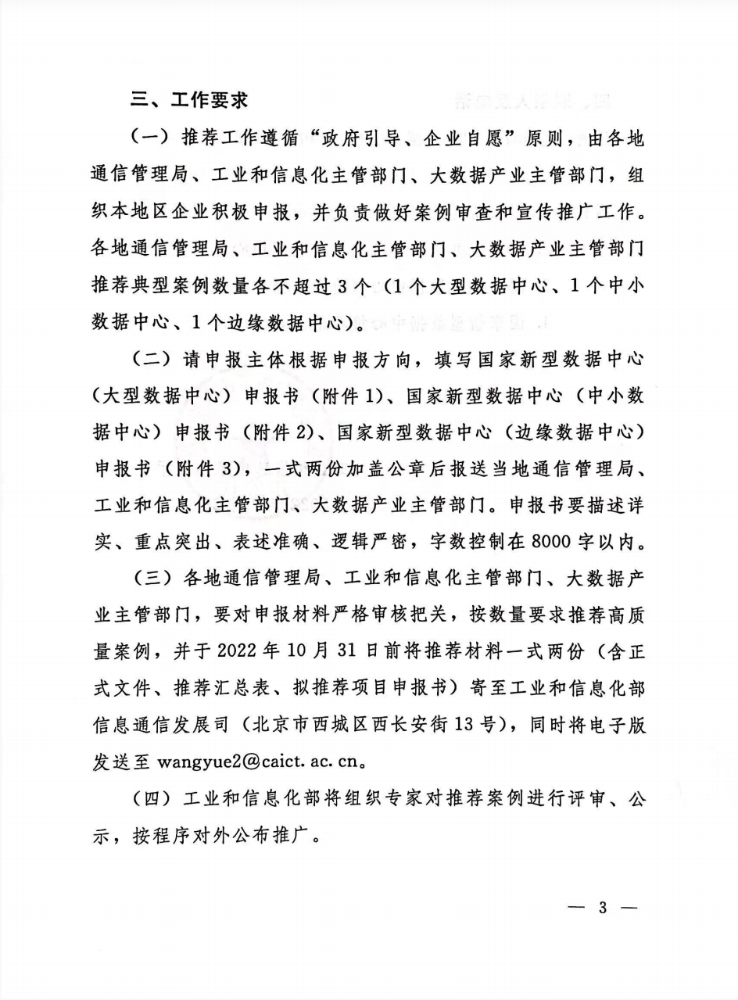 三、工作要求
（一）推荐工作遵循“政府引导、企业自愿”原则，由各地
通信管理局、工业和信息化主管部门、大数据产业主管部门，组
织本地区企业积极申报，并负责做好案例审查和宣传推广工作。
各地通信管理局、工业和信息化主管部门、大数据产业主管部门
推荐典型案例数量各不超过3个（1个大型数据中心、1个中小
数据中心、1个边缘数据中心）。
（二）请申报主体根据申报方向，填写国家新型数据中心
（大型数据中心）申报书（附件1）、国家新型数据中心（中小数
据中心）申报书（附件2）、国家新型数据中心（边缘数据中心）
申报书（附件3），一式两份加盖公章后报送当地通信管理局、
工业和信息化主管部门、大数据产业主管部门。申报书要描述详
实、重点突出、表述准确、逻辑严密，字数控制在8000字以内。
（三）各地通信管理局、工业和信息化主管部门、大数据产
业主管部门，要对申报材料严格审核把关，按数量要求推荐高质
量案例，并于2022年10月31日前将推荐材料一式两份（含正
式文件、推荐汇总表、拟推荐项目申报书）寄至工业和信息化部
信息通信发展司（北京市西城区西长安街13号），同时将电子版
发送至wangyue2@caict.ac.cn。
（四）工业和信息化部将组织专家对推荐案例进行评审、公
示，按程序对外公布推广。
— 3 —